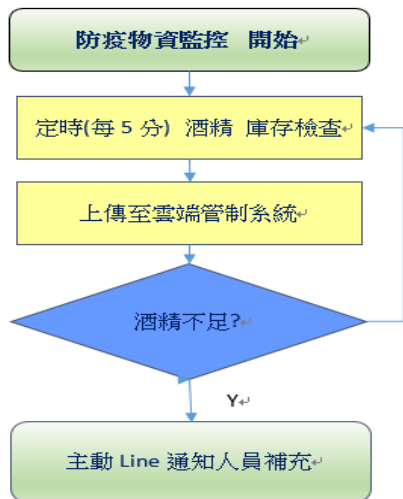 防疫物資監控 開始
定時(每 5 分) 酒精 庫存檢查
上傳至雲端管制系統
酒精不足?
Y
主動 Line 通知人員補充